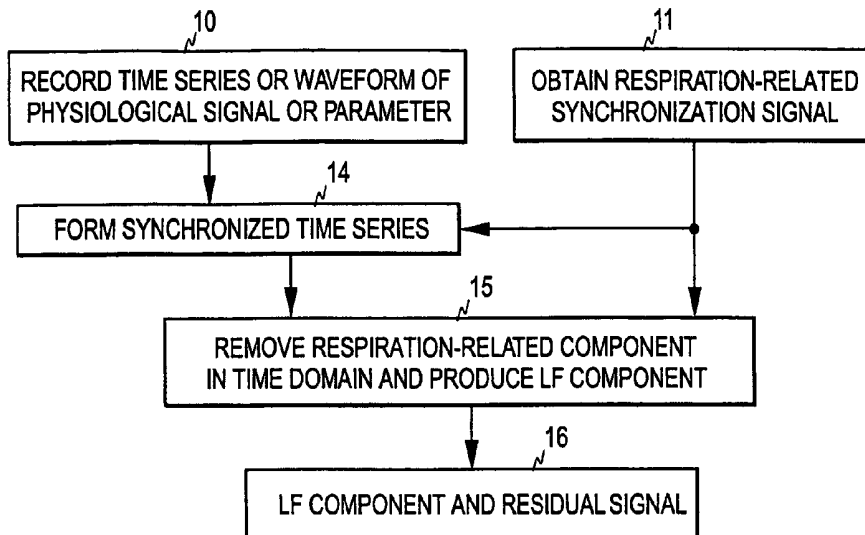 10
RECORD TIME SERIES OR WAVEFORM OF
PHYSIOLOGICAL SIGNAL OR PARAMETER
11
OBTAIN RESPIRATION-RELATED
SYNCHRONIZATION SIGNAL
14
FORM SYNCHRONIZED TIME SERIES
15
REMOVE RESPIRATION-RELATED COMPONENT
IN TIME DOMAIN AND PRODUCE LF COMPONENT
16
LF COMPONENT AND RESIDUAL SIGNAL